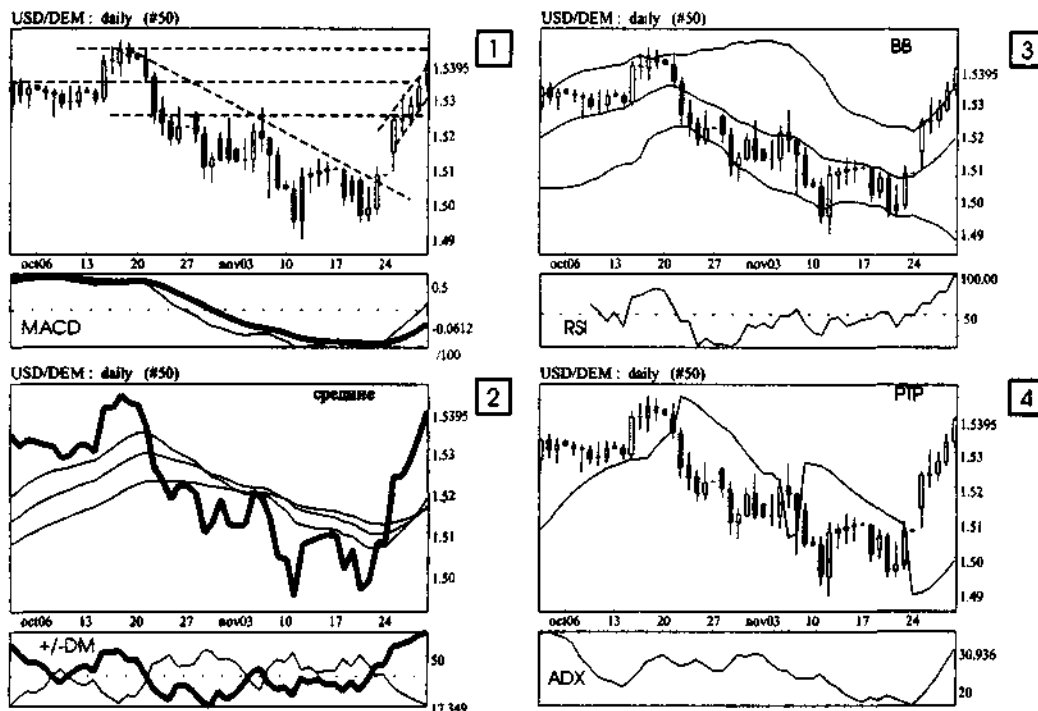 USD/DEM : daily (#50)
1
1.5395
1.53
1.52
1.51
1.50
1.49
oct06 13 20 27 nov03 10 17 24
MACD
0.5
-0.0612
/100
USD/DEM : daily (#50)
3
BB
1.5395
1.53
1.52
1.51
1.50
1.49
oct06 13 20 27 nov03 10 17 24
RSI
100.00
50
USD/DEM : daily (#50)
2
средние
1.5395
1.53
1.52
1.51
1.50
oct06 13 20 27 nov03 10 17 24
+/-DM
50
17.349
USD/DEM : daily (#50)
4
PTP
1.5395
1.53
1.52
1.51
1.50
1.49
oct06 13 20 27 nov03 10 17 24
ADX
30.936
20